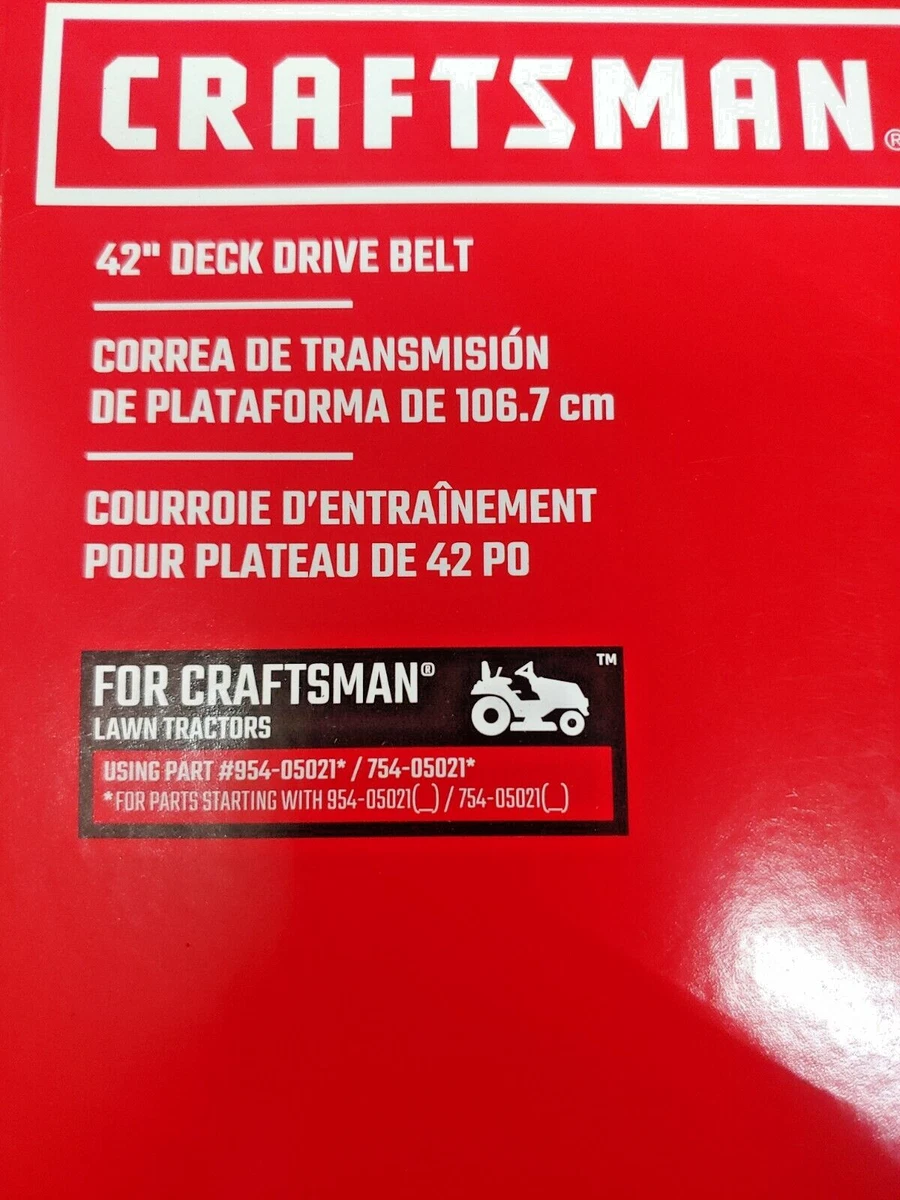 CRAFTSMAN®
42" DECK DRIVE BELT
CORREA DE TRANSMISIÓN
DE PLATAFORMA DE 106.7 cm
COURROIE D'ENTRAÎNEMENT
POUR PLATEAU DE 42 PO
FOR CRAFTSMAN® ™
LAWN TRACTORS
USING PART #954-05021* / 754-05021*
*FOR PARTS STARTING WITH 954-05021(_) / 754-05021(_)